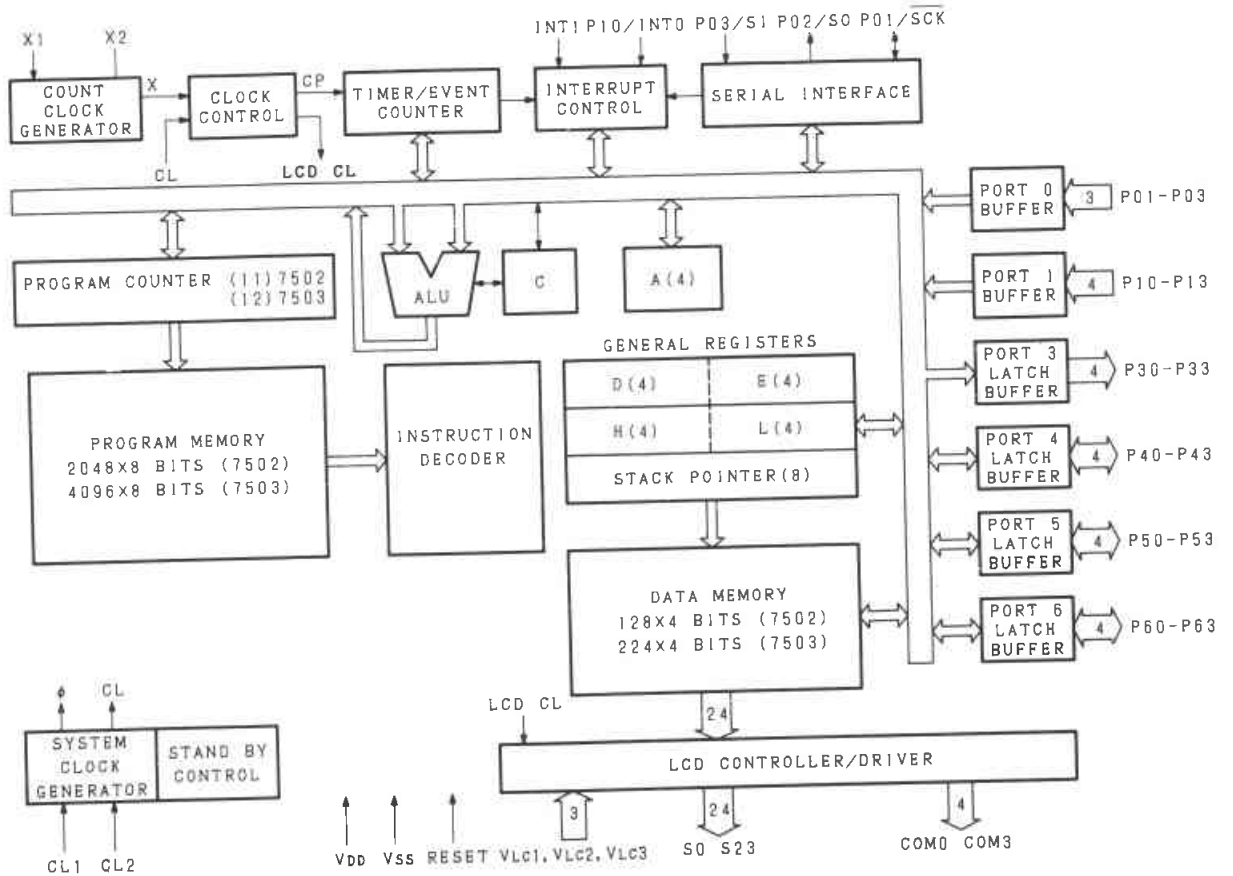 X1 X2
INT1 P10/INT0 P03/SI P02/SO P01/SCK
COUNT
CLOCK
GENERATOR
X
CLOCK
CONTROL
CP
TIMER/EVENT
COUNTER
INTERRUPT
CONTROL
SERIAL INTERFACE
CL
LCD CL
PORT 0
BUFFER
3
P01-P03
PROGRAM COUNTER (11)7502
(12)7503
ALU
C
A(4)
PORT 1
BUFFER
4
P10-P13
GENERAL REGISTERS
D(4) E(4)
H(4) L(4)
STACK POINTER(8)
PORT 3
LATCH
BUFFER
4
P30-P33
PROGRAM MEMORY
2048X8 BITS (7502)
4096X8 BITS (7503)
INSTRUCTION
DECODER
PORT 4
LATCH
BUFFER
4
P40-P43
PORT 5
LATCH
BUFFER
4
P50-P53
DATA MEMORY
128X4 BITS (7502)
224X4 BITS (7503)
PORT 6
LATCH
BUFFER
4
P60-P63
ϕ CL
SYSTEM
CLOCK
GENERATOR
STAND BY
CONTROL
CL1 CL2
LCD CL
24
LCD CONTROLLER/DRIVER
3
24
4
VDD VSS RESET VLC1, VLC2, VLC3
S0 S23
COM0 COM3